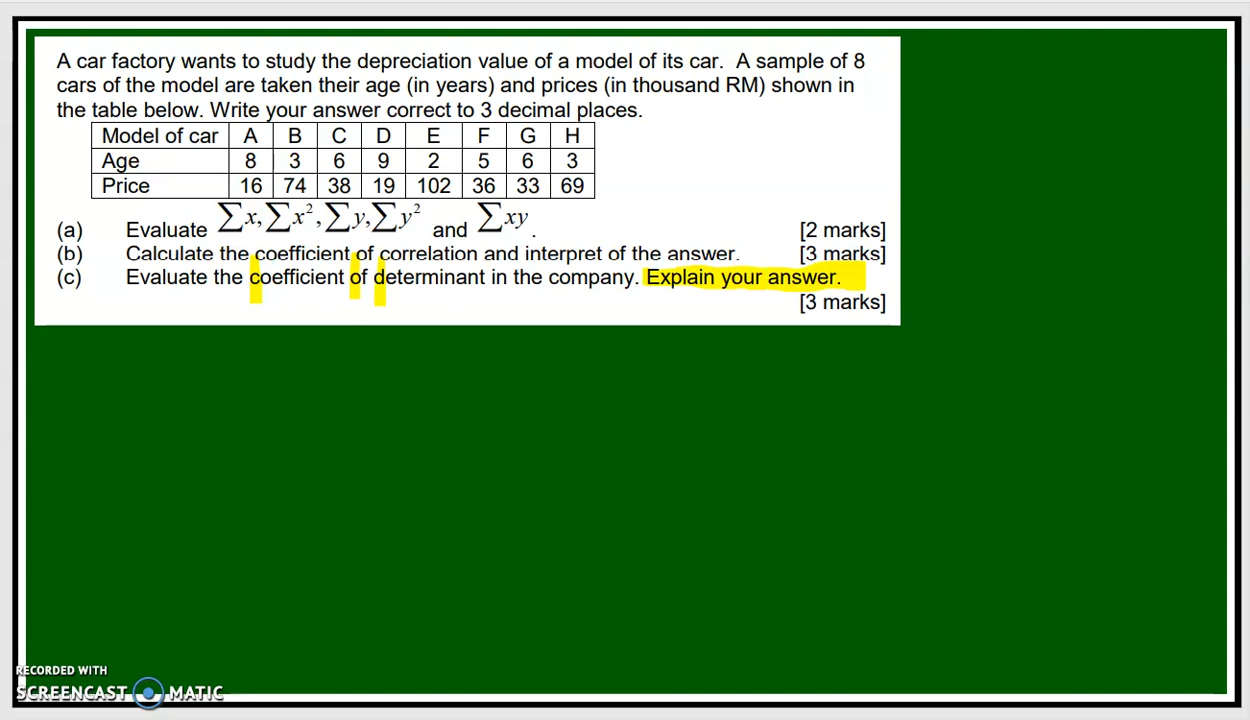 A car factory wants to study the depreciation value of a model of its car. A sample of 8
cars of the model are taken their age (in years) and prices (in thousand RM) shown in
the table below. Write your answer correct to 3 decimal places.
Model of car A B C D E F G H
Age 8 3 6 9 2 5 6 3
Price 16 74 38 19 102 36 33 69
(a) Evaluate ∑x, ∑x², ∑y, ∑y² and ∑xy. [2 marks]
(b) Calculate the coefficient of correlation and interpret of the answer. [3 marks]
(c) Evaluate the coefficient of determinant in the company. Explain your answer.
[3 marks]
RECORDED WITH
SCREENCAST MATIC